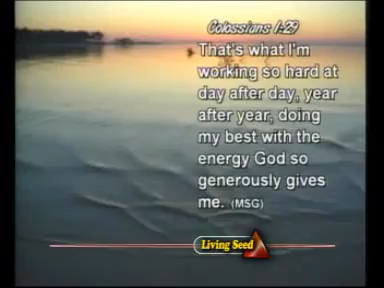 Colossians 1:29
That's what I'm
working so hard at
day after day, year
after year, doing
my best with the
energy God so
generously gives
me. (MSG)
Living Seed